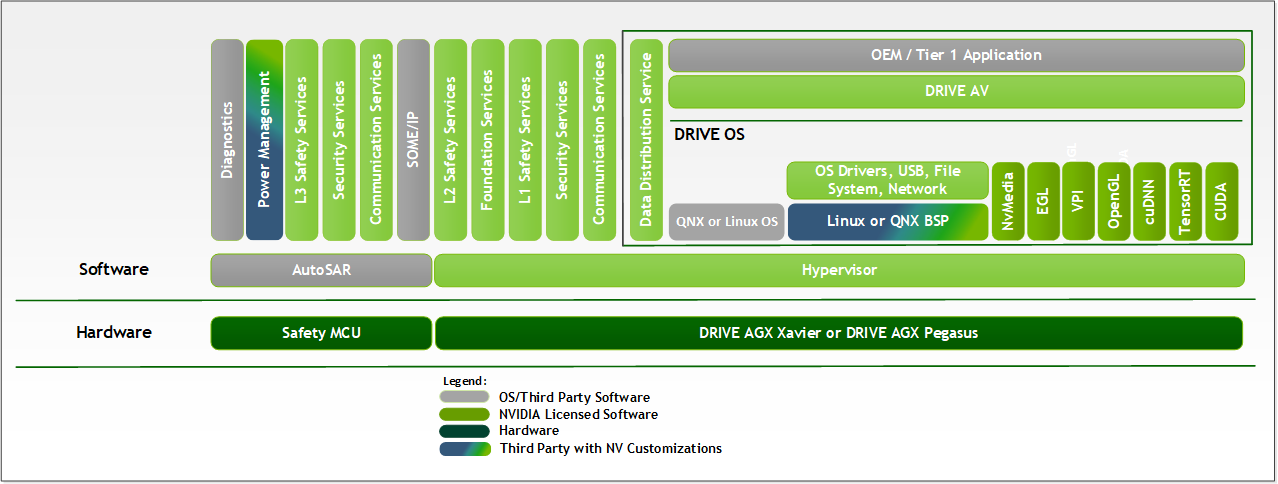 Diagnostics
Power Management
L3 Safety Services
Security Services
Communication Services
SOME/IP
L2 Safety Services
Foundation Services
L1 Safety Services
Security Services
Communication Services
Data Distribution Service
OEM / Tier 1 Application
DRIVE AV
DRIVE OS
OS Drivers, USB, File
System, Network
QNX or Linux OS
Linux or QNX BSP
NvMedia
EGL
VPI
OpenGL
cuDNN
TensorRT
CUDA
Software
AutoSAR
Hypervisor
Hardware
Safety MCU
DRIVE AGX Xavier or DRIVE AGX Pegasus
Legend:
OS/Third Party Software
NVIDIA Licensed Software
Hardware
Third Party with NV Customizations